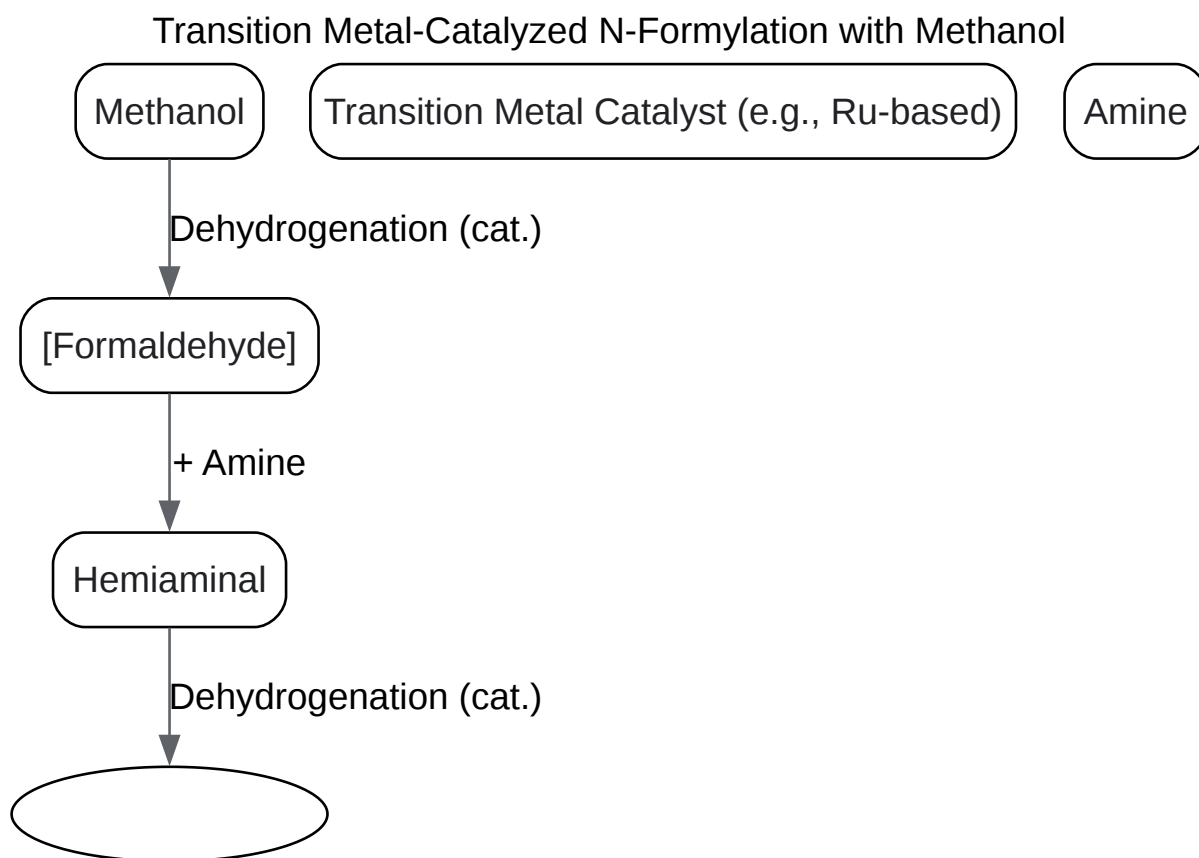 Transition Metal-Catalyzed N-Formylation with Methanol
Methanol
Transition Metal Catalyst (e.g., Ru-based)
Amine
Dehydrogenation (cat.)
[Formaldehyde]
+ Amine
Hemiaminal
Dehydrogenation (cat.)